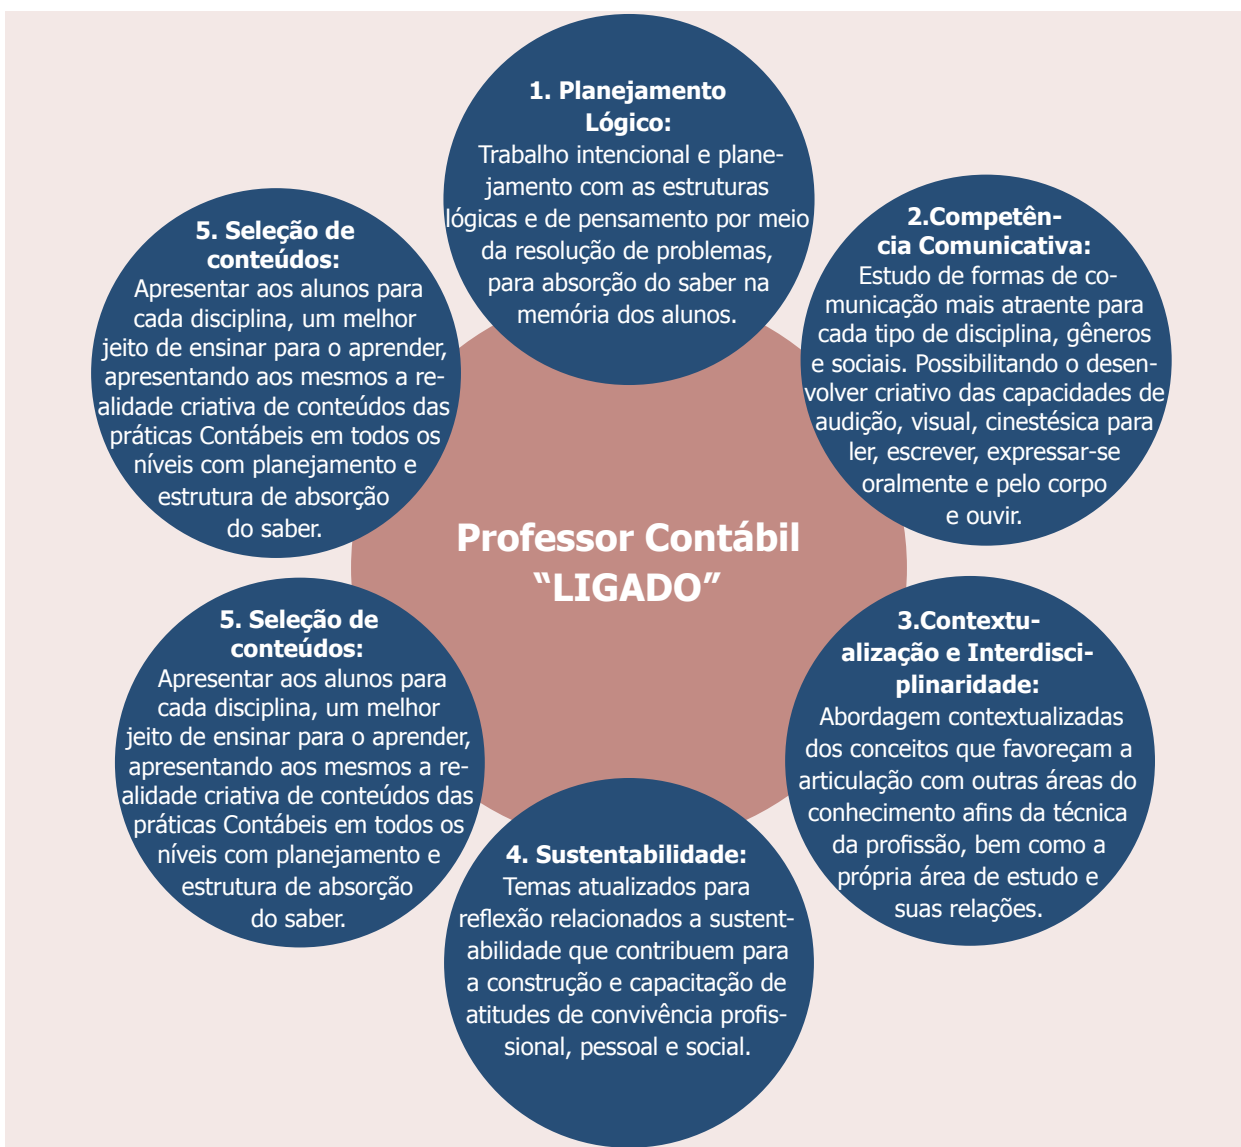 1. Planejamento
Lógico:
Trabalho intencional e plane-
jamento com as estruturas
lógicas e de pensamento por meio
da resolução de problemas,
para absorção do saber na
memória dos alunos.
2.Competên-
cia Comunicativa:
Estudo de formas de co-
municação mais atraente para
cada tipo de disciplina, gêneros
e sociais. Possibilitando o desen-
volver criativo das capacidades de
audição, visual, cinestésica para
ler, escrever, expressar-se
oralmente e pelo corpo
e ouvir.
3.Contextu-
alização e Interdisci-
plinaridade:
Abordagem contextualizadas
dos conceitos que favoreçam a
articulação com outras áreas do
conhecimento afins da técnica
da profissão, bem como a
própria área de estudo e
suas relações.
4. Sustentabilidade:
Temas atualizados para
reflexão relacionados a sustent-
abilidade que contribuem para
a construção e capacitação de
atitudes de convivência profis-
sional, pessoal e social.
5. Seleção de
conteúdos:
Apresentar aos alunos para
cada disciplina, um melhor
jeito de ensinar para o aprender,
apresentando aos mesmos a re-
alidade criativa de conteúdos das
práticas Contábeis em todos os
níveis com planejamento e
estrutura de absorção
do saber.
5. Seleção de
conteúdos:
Apresentar aos alunos para
cada disciplina, um melhor
jeito de ensinar para o aprender,
apresentando aos mesmos a re-
alidade criativa de conteúdos das
práticas Contábeis em todos os
níveis com planejamento e
estrutura de absorção
do saber.
Professor Contábil
“LIGADO”